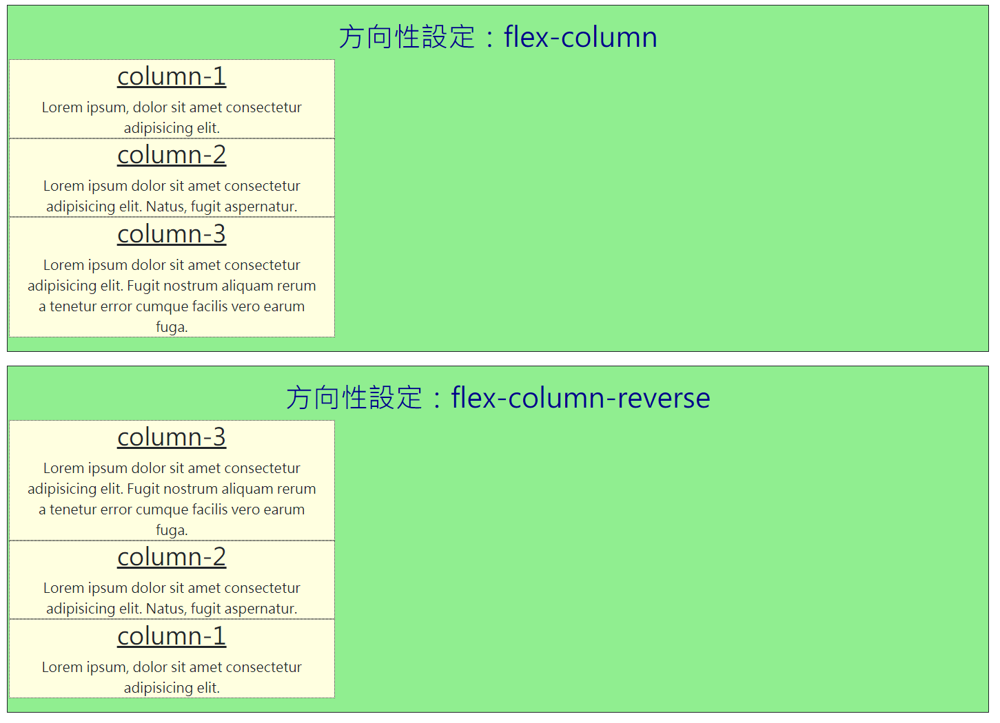 方向性設定：flex-column
column-1
Lorem ipsum, dolor sit amet consectetur
adipisicing elit.
column-2
Lorem ipsum dolor sit amet consectetur
adipisicing elit. Natus, fugit aspernatur.
column-3
Lorem ipsum dolor sit amet consectetur
adipisicing elit. Fugit nostrum aliquam rerum
a tenetur error cumque facilis vero earum
fuga.
方向性設定：flex-column-reverse
column-3
Lorem ipsum dolor sit amet consectetur
adipisicing elit. Fugit nostrum aliquam rerum
a tenetur error cumque facilis vero earum
fuga.
column-2
Lorem ipsum dolor sit amet consectetur
adipisicing elit. Natus, fugit aspernatur.
column-1
Lorem ipsum, dolor sit amet consectetur
adipisicing elit.